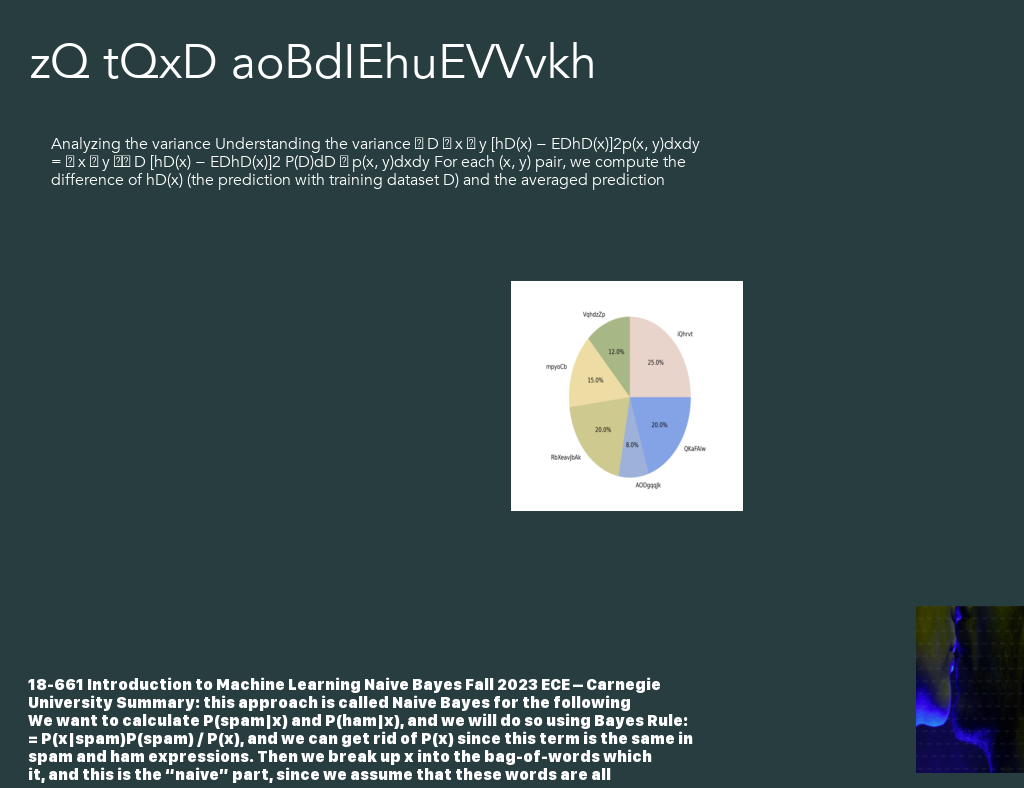 zQ tQxD aoBdIEhuEVVvkh
Analyzing the variance Understanding the variance D x y [hD(x) − EDhD(x)]2p(x, y)dxdy
= x y D [hD(x) − EDhD(x)]2 P(D)dD p(x, y)dxdy For each (x, y) pair, we compute the
difference of hD(x) (the prediction with training dataset D) and the averaged prediction
VqhdzZp
iQhrvt
12.0%
25.0%
mpyoCb
15.0%
20.0%
20.0%
8.0%
QKaFAlw
RbXeavJbAk
AODgqqJk
18-661 Introduction to Machine Learning Naive Bayes Fall 2023 ECE – Carnegie
University Summary: this approach is called Naive Bayes for the following
We want to calculate P(spam|x) and P(ham|x), and we will do so using Bayes Rule:
= P(x|spam)P(spam) / P(x), and we can get rid of P(x) since this term is the same in
spam and ham expressions. Then we break up x into the bag-of-words which
it, and this is the “naive” part, since we assume that these words are all